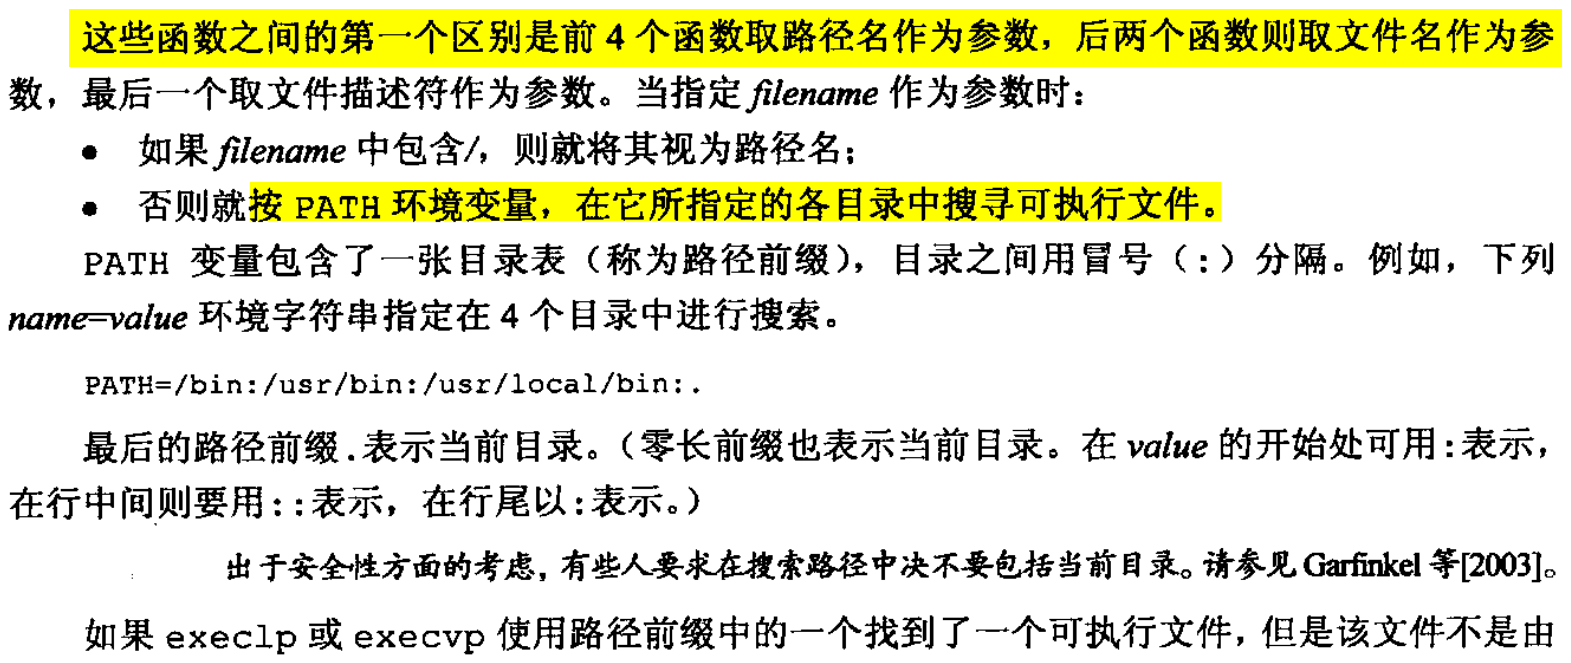 这些函数之间的第一个区别是前 4 个函数取路径名作为参数，后两个函数则取文件名作为参
数，最后一个取文件描述符作为参数。当指定 filename 作为参数时：
• 如果 filename 中包含/，则就将其视为路径名；
• 否则就按 PATH 环境变量，在它所指定的各目录中搜寻可执行文件。
PATH 变量包含了一张目录表（称为路径前缀），目录之间用冒号（:）分隔。例如，下列
name=value 环境字符串指定在 4 个目录中进行搜索。
PATH=/bin:/usr/bin:/usr/local/bin:.
最后的路径前缀.表示当前目录。（零长前缀也表示当前目录。在 value 的开始处可用:表示，
在行中间则要用::表示，在行尾以:表示。）
出于安全性方面的考虑，有些人要求在搜索路径中决不要包括当前目录。请参见 Garfinkel 等[2003]。
如果 execlp 或 execvp 使用路径前缀中的一个找到了一个可执行文件，但是该文件不是由